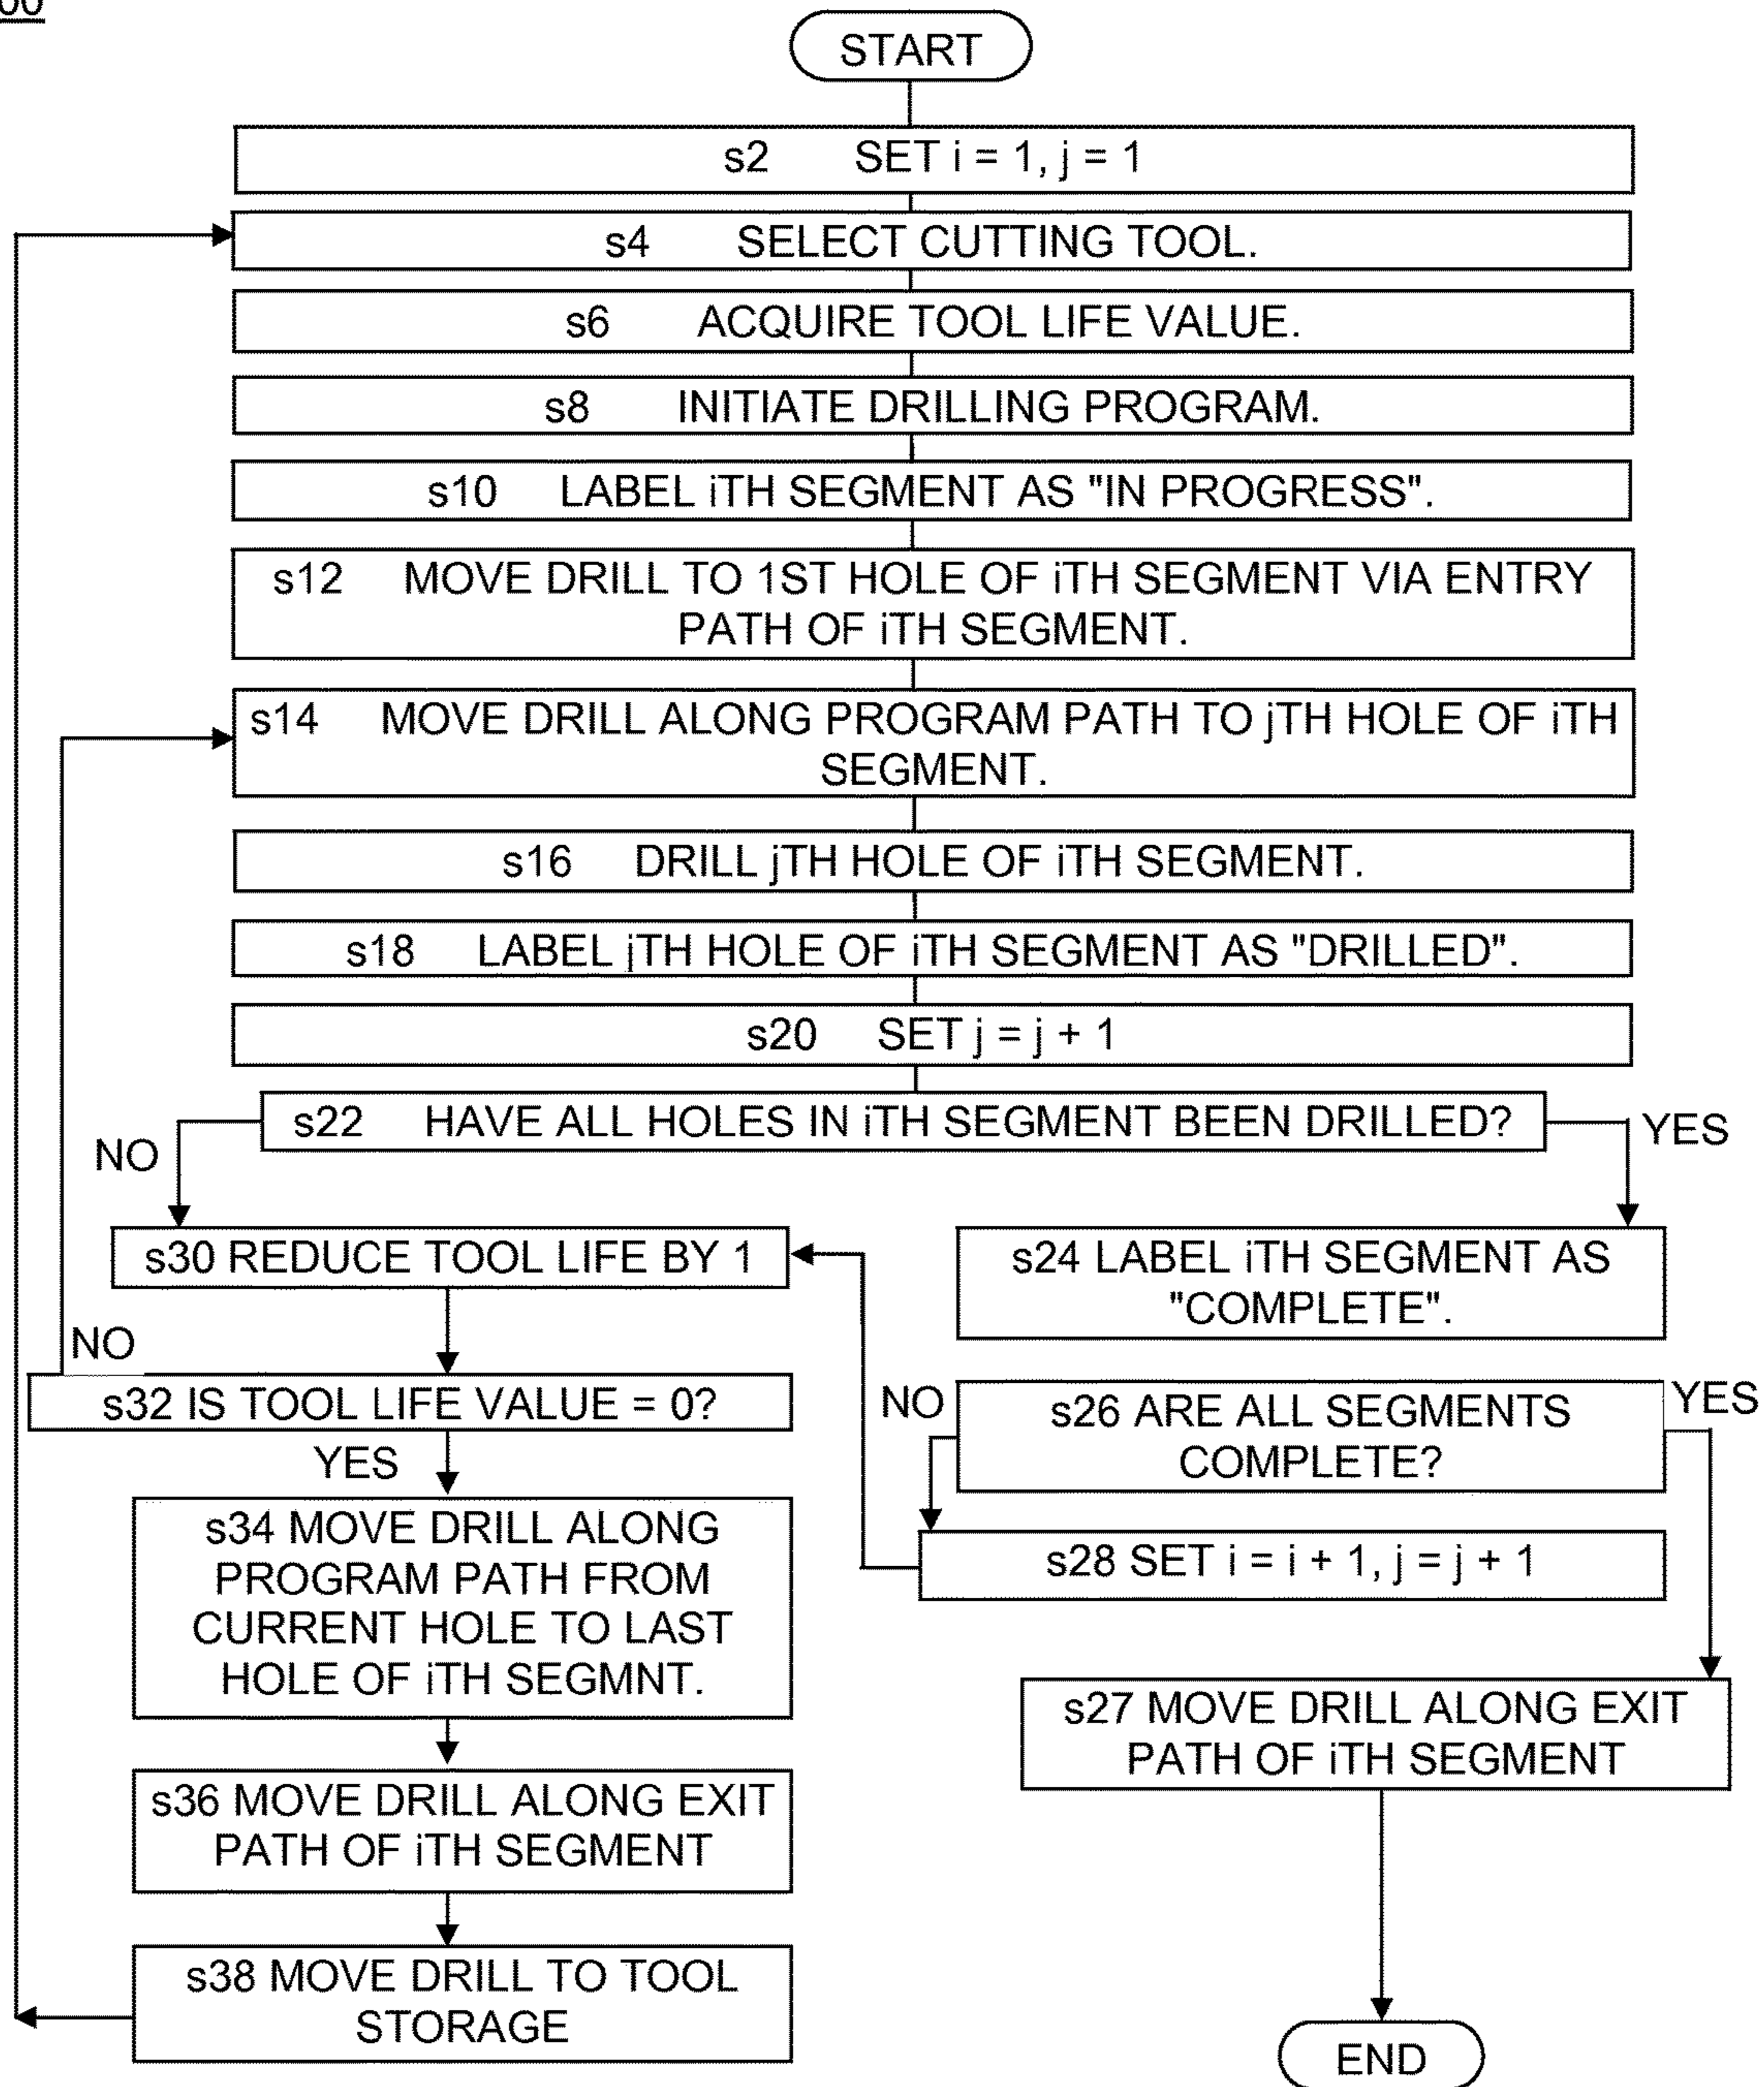 START
s2 SET i = 1, j = 1
s4 SELECT CUTTING TOOL.
s6 ACQUIRE TOOL LIFE VALUE.
s8 INITIATE DRILLING PROGRAM.
s10 LABEL iTH SEGMENT AS "IN PROGRESS".
s12 MOVE DRILL TO 1ST HOLE OF iTH SEGMENT VIA ENTRY
PATH OF iTH SEGMENT.
s14 MOVE DRILL ALONG PROGRAM PATH TO jTH HOLE OF iTH
SEGMENT.
s16 DRILL jTH HOLE OF iTH SEGMENT.
s18 LABEL jTH HOLE OF iTH SEGMENT AS "DRILLED".
s20 SET j = j + 1
s22 HAVE ALL HOLES IN iTH SEGMENT BEEN DRILLED?
NO
YES
s30 REDUCE TOOL LIFE BY 1
s24 LABEL iTH SEGMENT AS
"COMPLETE".
NO
s32 IS TOOL LIFE VALUE = 0?
YES
NO
s26 ARE ALL SEGMENTS
COMPLETE?
YES
s28 SET i = i + 1, j = j + 1
s34 MOVE DRILL ALONG
PROGRAM PATH FROM
CURRENT HOLE TO LAST
HOLE OF iTH SEGMNT.
s27 MOVE DRILL ALONG EXIT
PATH OF iTH SEGMENT
s36 MOVE DRILL ALONG EXIT
PATH OF iTH SEGMENT
s38 MOVE DRILL TO TOOL
STORAGE
END